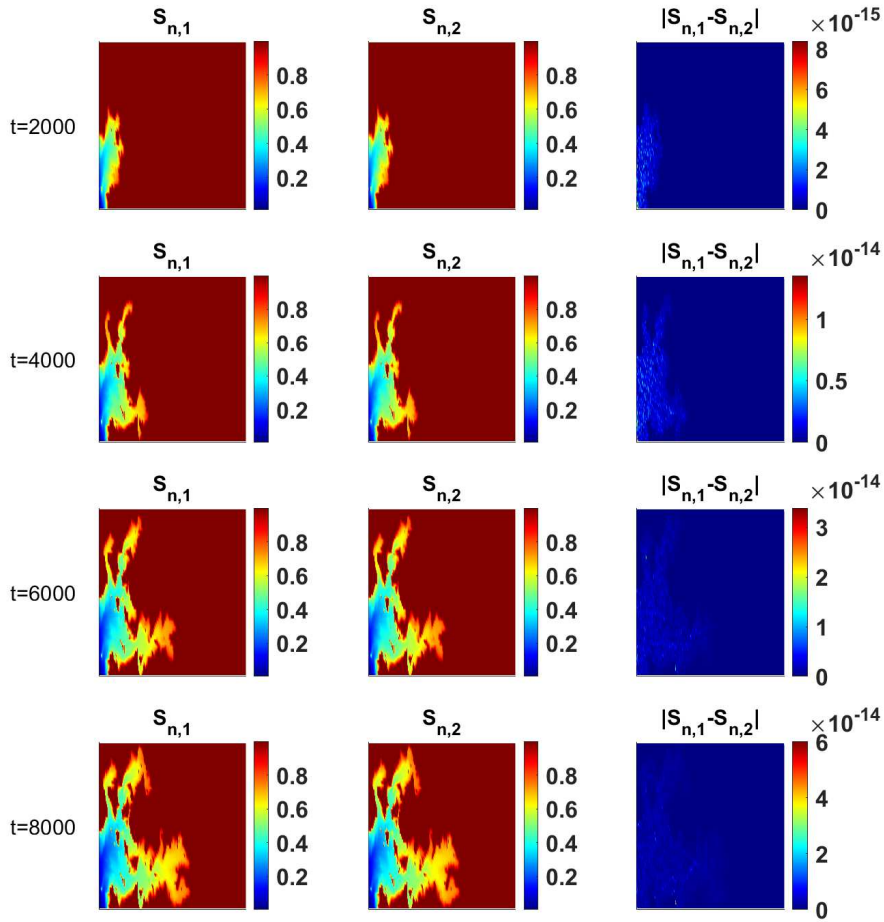 S_{n,1} S_{n,2} |S_{n,1}-S_{n,2}| ×10^{-15}
0.8 0.8 8
t=2000 0.6 0.6 6
0.4 0.4 4
0.2 0.2 2
0
S_{n,1} S_{n,2} |S_{n,1}-S_{n,2}| ×10^{-14}
0.8 0.8 1
t=4000 0.6 0.6
0.4 0.4 0.5
0.2 0.2
0
S_{n,1} S_{n,2} |S_{n,1}-S_{n,2}| ×10^{-14}
0.8 0.8 3
t=6000 0.6 0.6 2
0.4 0.4 1
0.2 0.2
0
S_{n,1} S_{n,2} |S_{n,1}-S_{n,2}| ×10^{-14}
6
0.8 0.8
t=8000 0.6 0.6 4
0.4 0.4 2
0.2 0.2
0